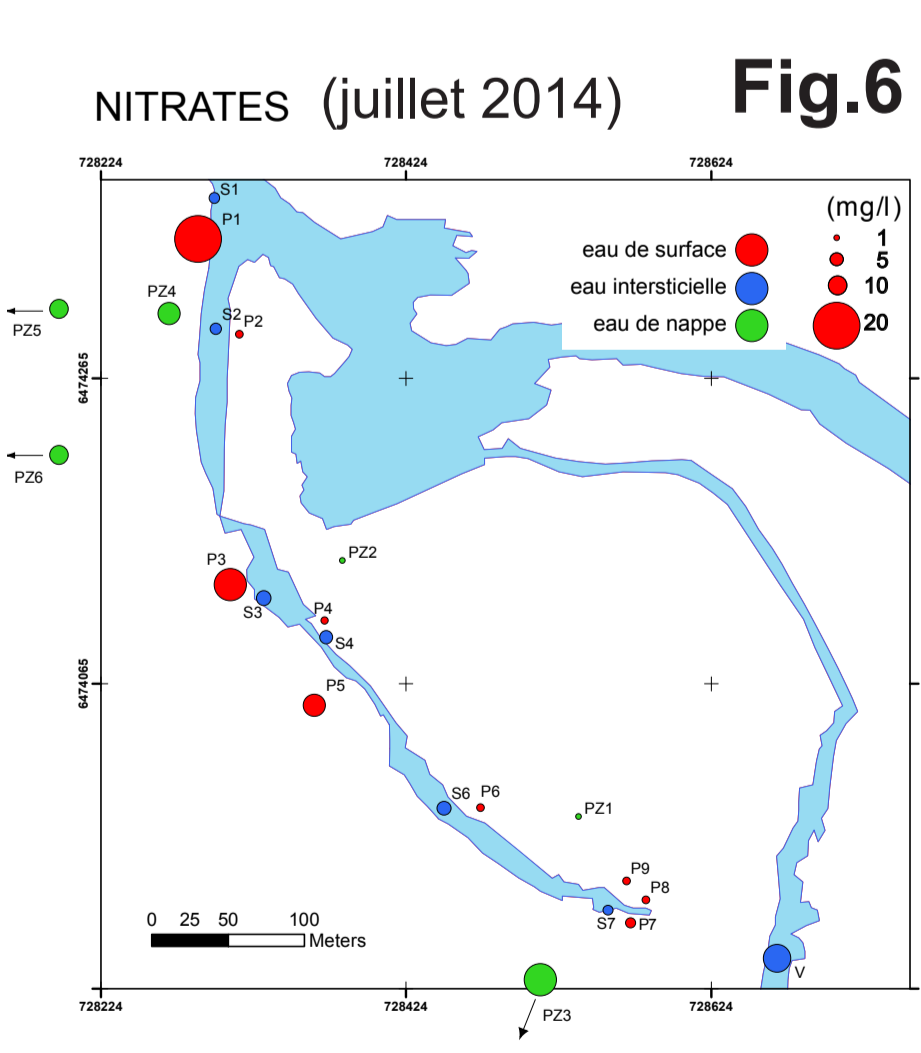 NITRATES (juillet 2014) Fig.6
728224 728424 728624
S1
P1
(mg/l)
eau de surface
1
5
eau intersticielle
10
eau de nappe
20
PZ4
PZ5
S2
P2
6474265
PZ6
PZ2
P3
S3
P4
S4
6474065
P5
S6
P6
PZ1
P9
P8
S7
P7
0 25 50 100
Meters
V
728224 728424 728624
PZ3